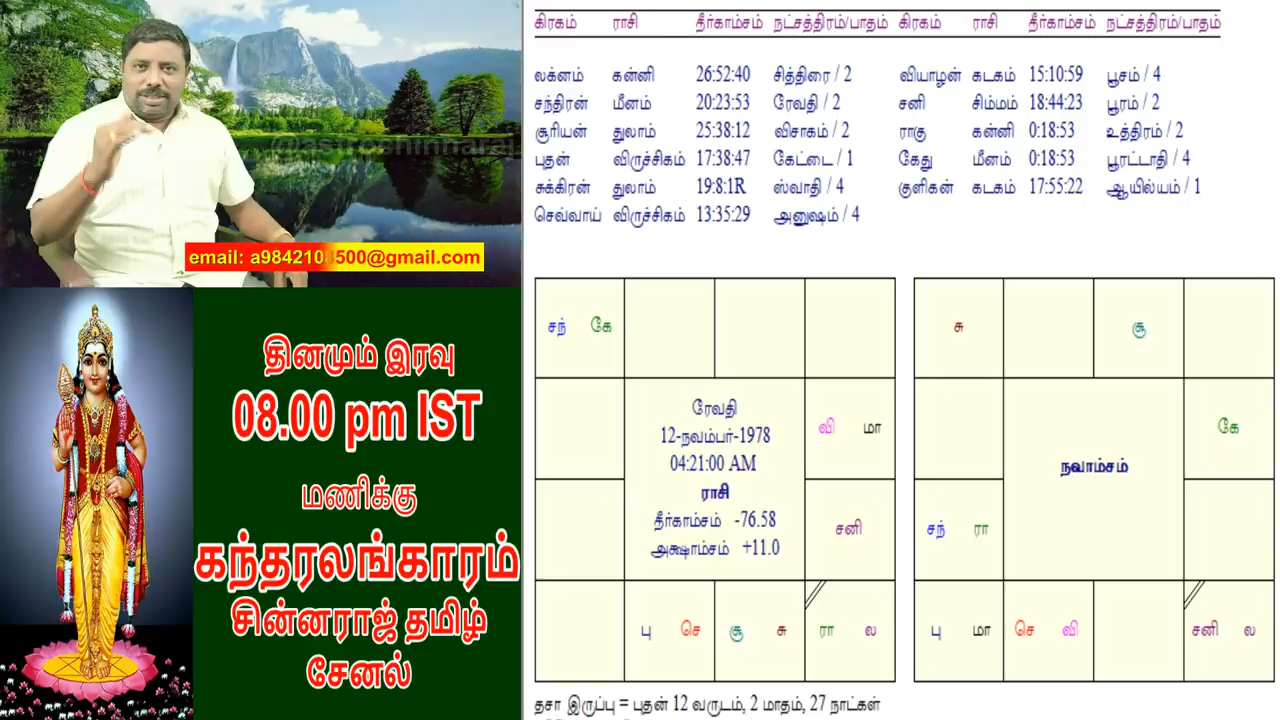 @astrochinnaraj
email: a9842108500@gmail.com
தினமும் இரவு
08.00 pm IST
மணிக்கு
கந்தரலங்காரம்
சின்னராஜ் தமிழ்
சேனல்
கிரகம் ராசி தீர்காம்சம் நட்சத்திரம்/பாதம் கிரகம் ராசி தீர்காம்சம் நட்சத்திரம்/பாதம்
லக்னம் கன்னி 26:52:40 சித்திரை / 2 வியாழன் கடகம் 15:10:59 பூசம் / 4
சந்திரன் மீனம் 20:23:53 ரேவதி / 2 சனி சிம்மம் 18:44:23 பூரம் / 2
சூரியன் துலாம் 25:38:12 விசாகம் / 2 ராகு கன்னி 0:18:53 உத்திரம் / 2
புதன் விருச்சிகம் 17:38:47 கேட்டை / 1 கேது மீனம் 0:18:53 பூரட்டாதி / 4
சுக்கிரன் துலாம் 19:8:1R ஸ்வாதி / 4 குளிகன் கடகம் 17:55:22 ஆயில்யம் / 1
செவ்வாய் விருச்சிகம் 13:35:29 அனுஷம் / 4
சந் கே
ரேவதி
12-நவம்பர்-1978
04:21:00 AM
ராசி
தீர்காம்சம் -76.58
அக்ஷாம்சம் +11.0
வி மா
சனி
பு செ சூ சு ரா ல
சு சூ
கே
நவாம்சம்
சந் ரா
பு மா செ வி சனி ல
தசா இருப்பு = புதன் 12 வருடம், 2 மாதம், 27 நாட்கள்